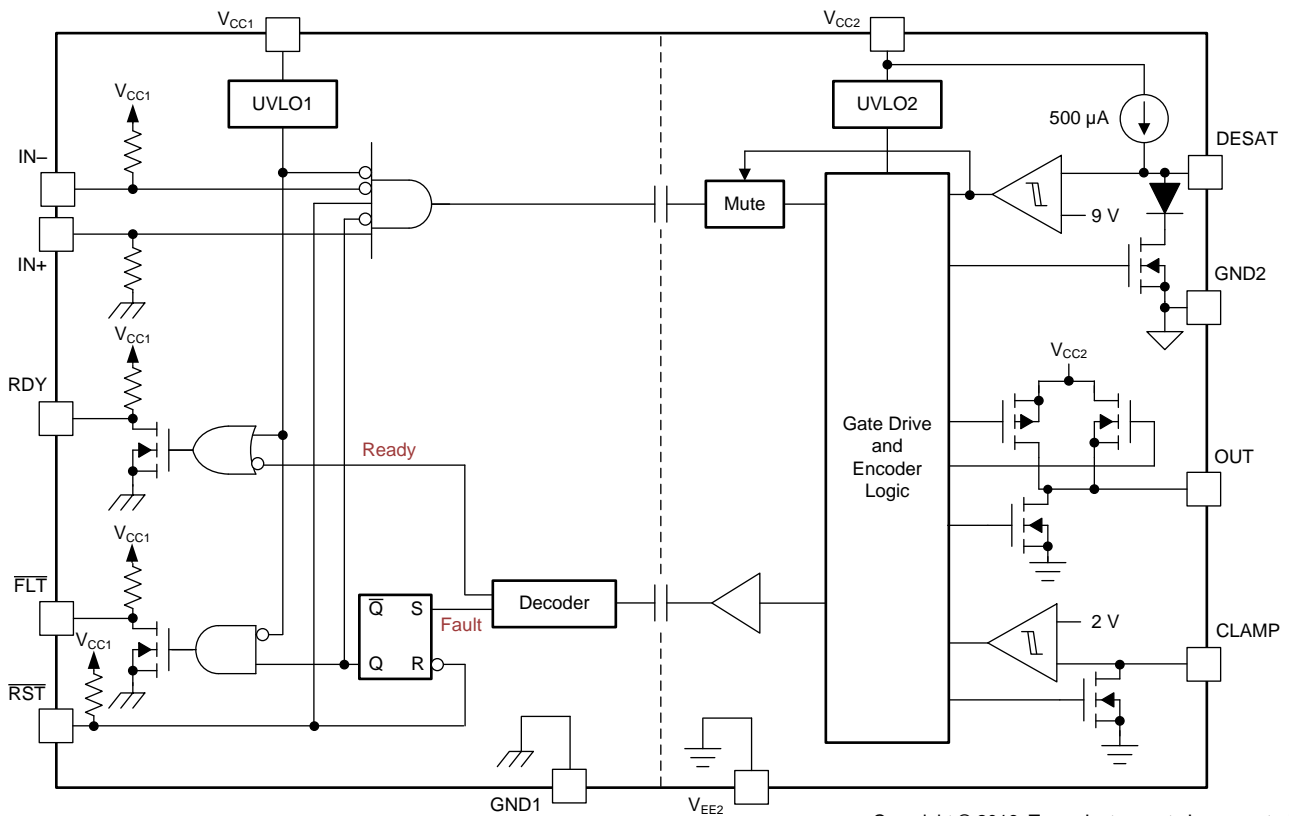 VCC1
VCC2
UVLO1
UVLO2
VCC1
500 µA
DESAT
IN–
Mute
9 V
IN+
GND2
VCC1
VCC2
RDY
Ready
Gate Drive
and
Encoder
Logic
OUT
VCC1
FLT
Q S
Decoder
Fault
2 V
CLAMP
VCC1
Q R
RST
GND1
VEE2